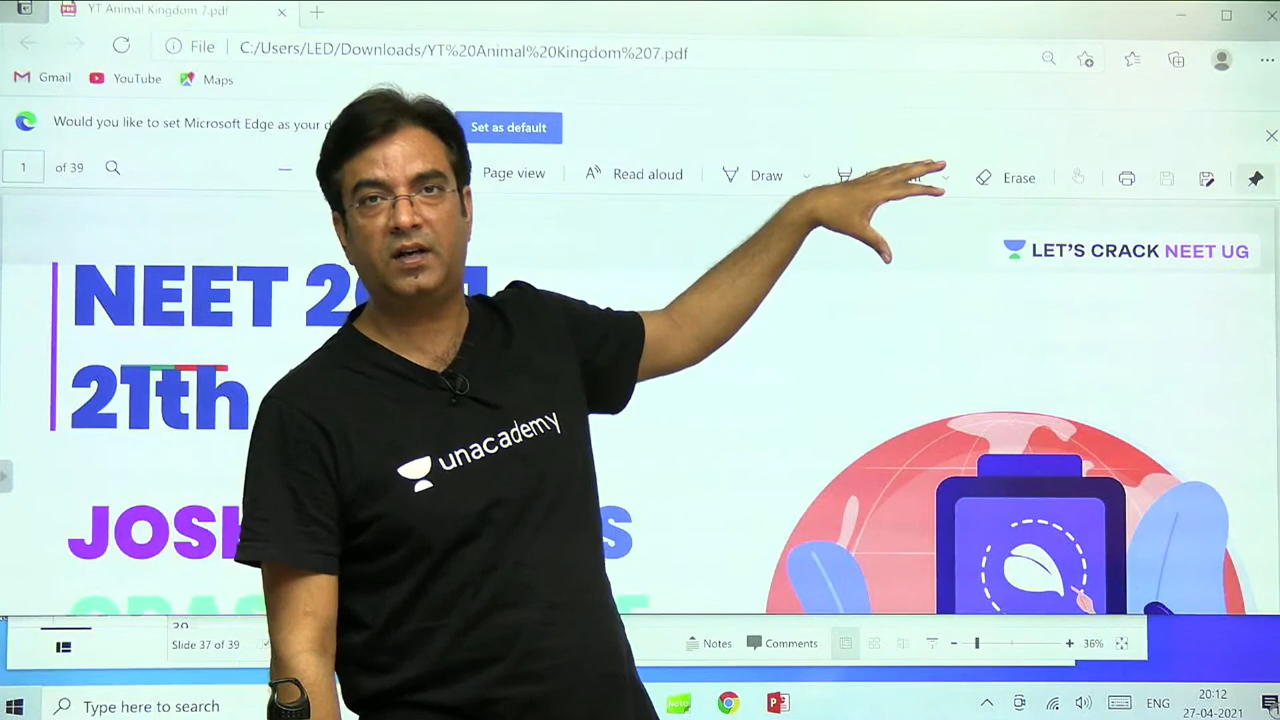 YT Animal Kingdom 7.pdf
File
C:/Users/LED/Downloads/YT%20Animal%20Kingdom%207.pdf
Gmail
YouTube
Maps
Would you like to set Microsoft Edge as your
Set as default
1
of 39
Page view
Read aloud
Draw
Erase
LET'S CRACK NEET UG
NEET
21th
unacademy
Slide 37 of 39
Notes
Comments
36%
Type here to search
ENG
20:12
27-04-2021